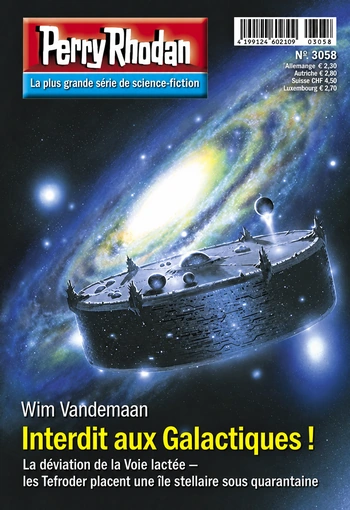 Perry Rhodan
La plus grande série de science-fiction
4 199124 602109
03058
Nº 3058
Allemange € 2,30
Autriche € 2,80
Suisse CHF 4,50
Luxembourg € 2,70
Wim Vandemaan
Interdit aux Galactiques !
La déviation de la Voie lactée –
les Tefroder placent une île stellaire sous quarantaine